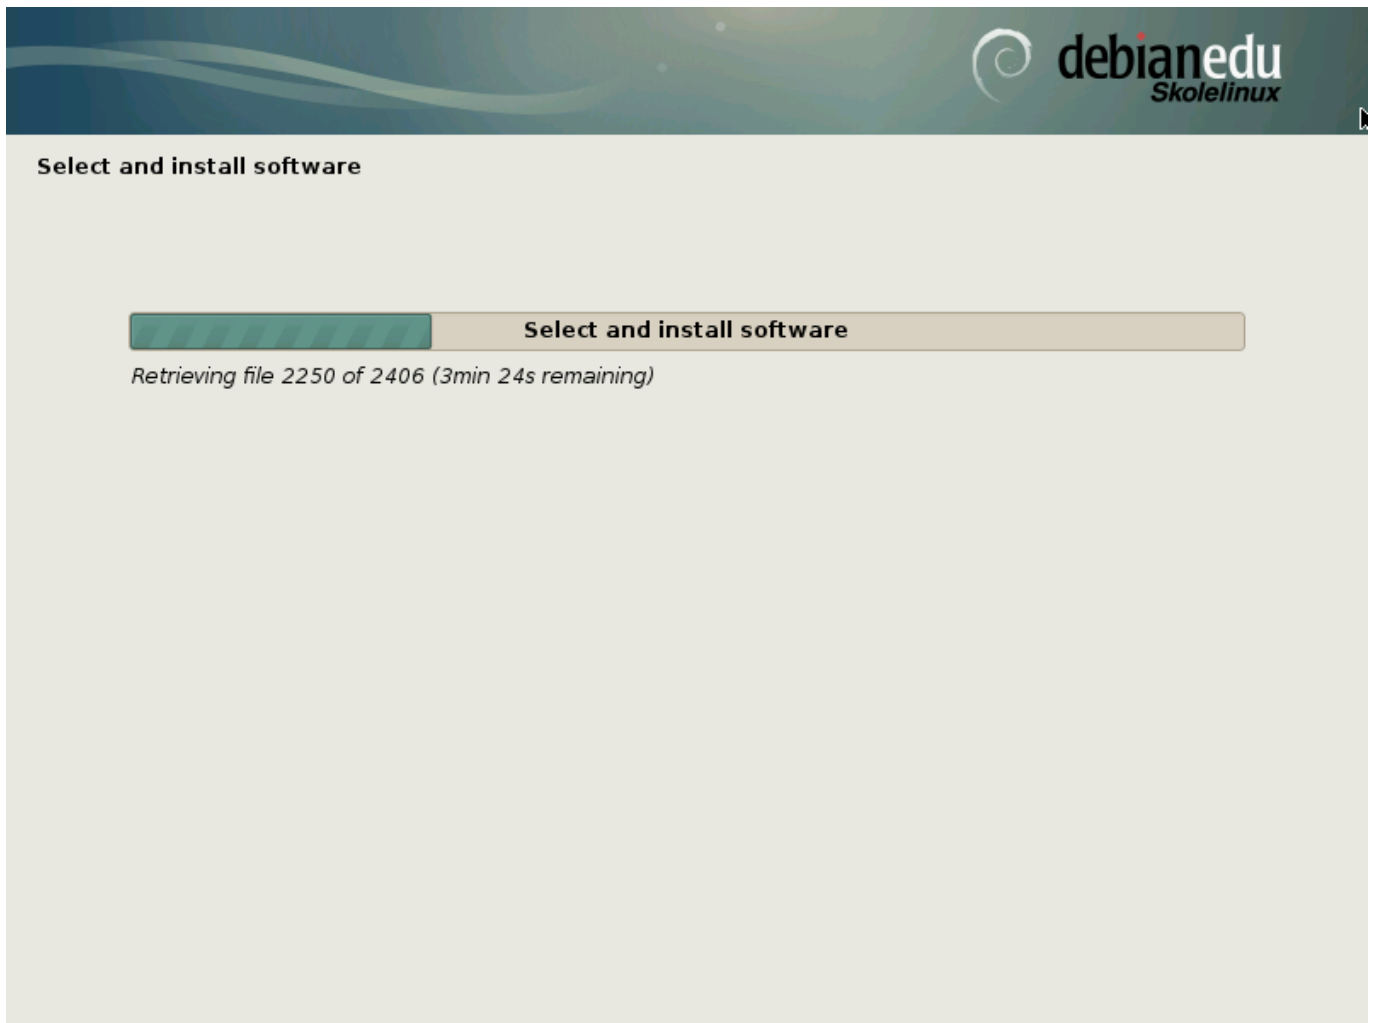 debianedu
Skolelinux
Select and install software
Select and install software
Retrieving file 2250 of 2406 (3min 24s remaining)